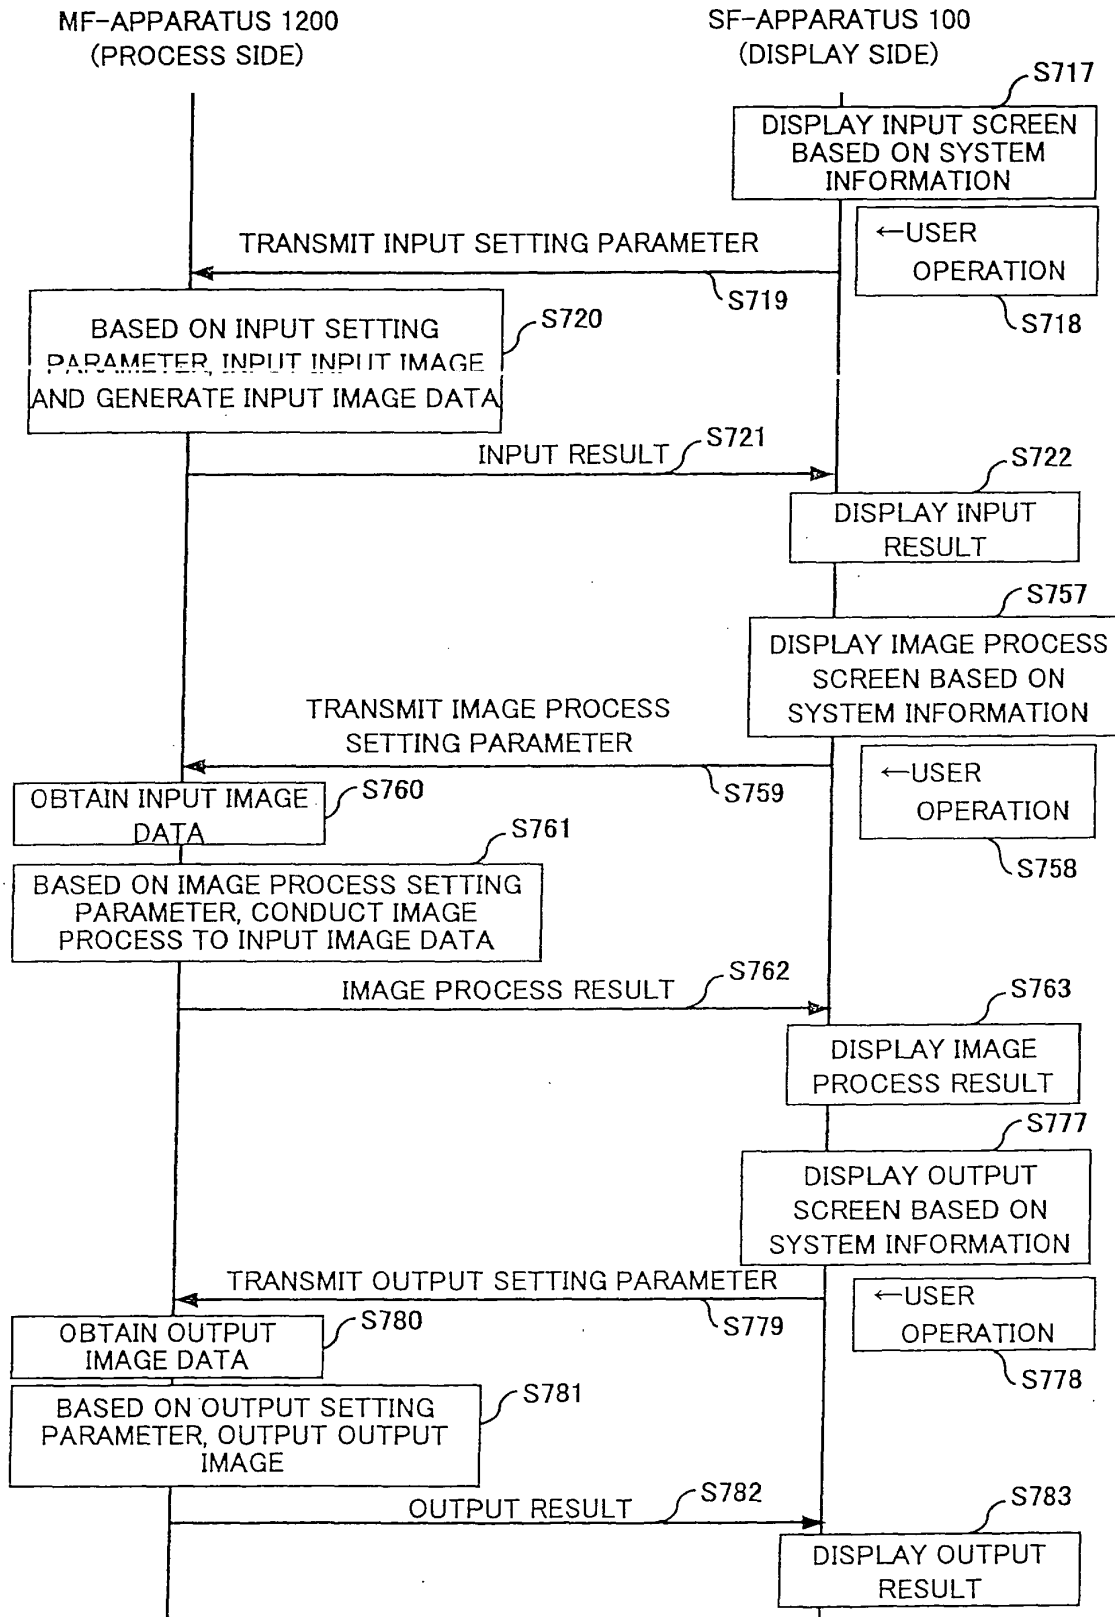 MF-APPARATUS 1200
(PROCESS SIDE)
SF-APPARATUS 100
(DISPLAY SIDE)
S717
DISPLAY INPUT SCREEN
BASED ON SYSTEM
INFORMATION
←USER
OPERATION
S718
TRANSMIT INPUT SETTING PARAMETER
S719
S720
BASED ON INPUT SETTING
PARAMETER, INPUT INPUT IMAGE
AND GENERATE INPUT IMAGE DATA
INPUT RESULT
S721
S722
DISPLAY INPUT
RESULT
S757
DISPLAY IMAGE PROCESS
SCREEN BASED ON
SYSTEM INFORMATION
TRANSMIT IMAGE PROCESS
SETTING PARAMETER
S759
←USER
OPERATION
S758
S760
OBTAIN INPUT IMAGE
DATA
S761
BASED ON IMAGE PROCESS SETTING
PARAMETER, CONDUCT IMAGE
PROCESS TO INPUT IMAGE DATA
IMAGE PROCESS RESULT
S762
S763
DISPLAY IMAGE
PROCESS RESULT
S777
DISPLAY OUTPUT
SCREEN BASED ON
SYSTEM INFORMATION
TRANSMIT OUTPUT SETTING PARAMETER
S779
←USER
OPERATION
S778
S780
OBTAIN OUTPUT
IMAGE DATA
S781
BASED ON OUTPUT SETTING
PARAMETER, OUTPUT OUTPUT
IMAGE
OUTPUT RESULT
S782
S783
DISPLAY OUTPUT
RESULT